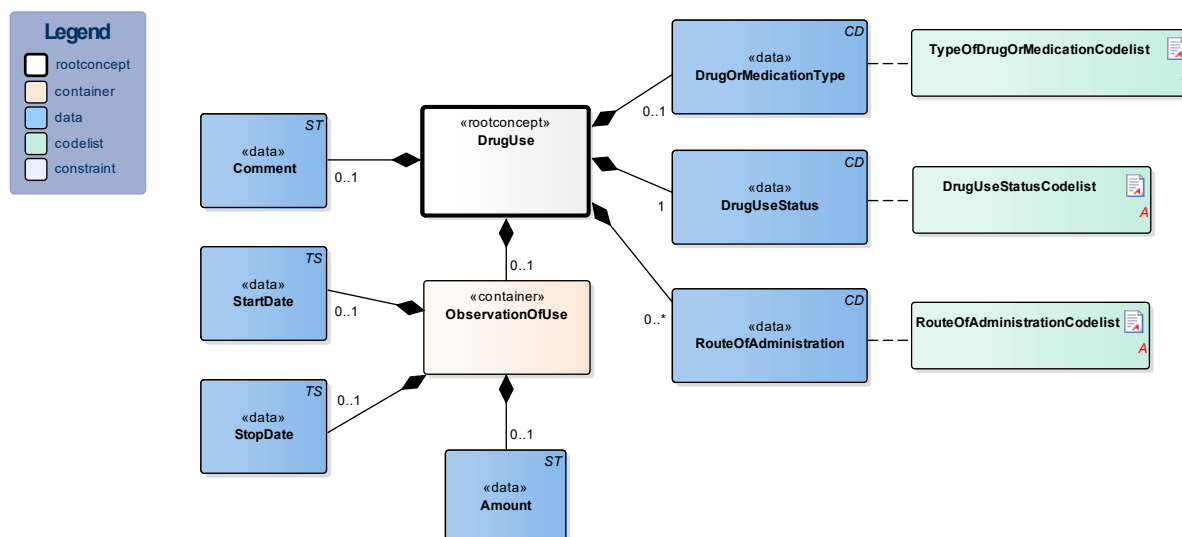 Legend
rootconcept
container
data
codelist
constraint
ST
«data»
Comment
0..1
TS
«data»
StartDate
0..1
TS
«data»
StopDate
0..1
«rootconcept»
DrugUse
0..1
«container»
ObservationOfUse
0..1
ST
«data»
Amount
CD
«data»
DrugOrMedicationType
0..1
CD
«data»
DrugUseStatus
1
CD
«data»
RouteOfAdministration
0..*
TypeOfDrugOrMedicationCodelist
DrugUseStatusCodelist
A
RouteOfAdministrationCodelist
A